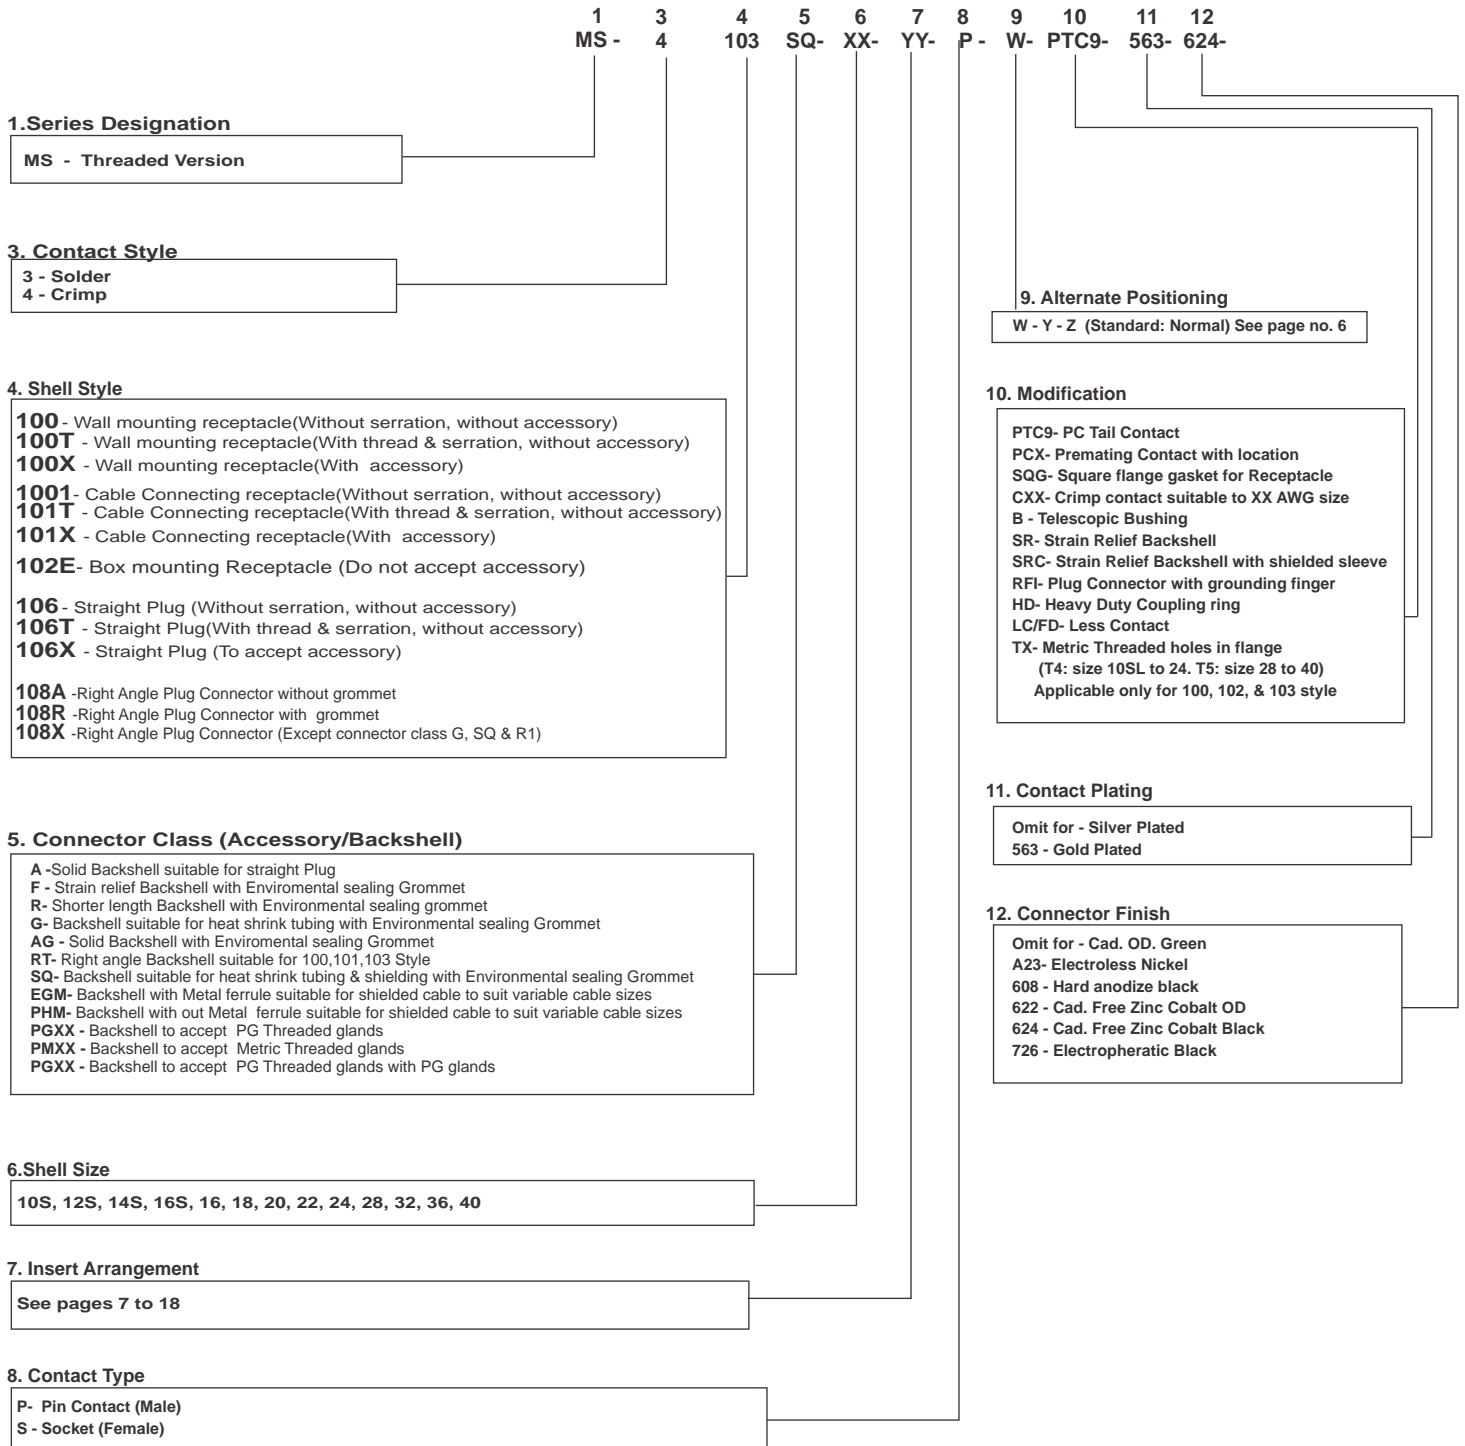 1 3 4 5 6 7 8 9 10 11 12
MS - 4 103 SQ- XX- YY- P - W- PTC9- 563- 624-
1.Series Designation
MS - Threaded Version
3. Contact Style
3 - Solder
4 - Crimp
4. Shell Style
100 - Wall mounting receptacle(Without serration, without accessory)
100T - Wall mounting receptacle(With thread & serration, without accessory)
100X - Wall mounting receptacle(With accessory)
1001- Cable Connecting receptacle(Without serration, without accessory)
101T - Cable Connecting receptacle(With thread & serration, without accessory)
101X - Cable Connecting receptacle(With accessory)
102E- Box mounting Receptacle (Do not accept accessory)
106 - Straight Plug (Without serration, without accessory)
106T - Straight Plug(With thread & serration, without accessory)
106X - Straight Plug (To accept accessory)
108A -Right Angle Plug Connector without grommet
108R -Right Angle Plug Connector with grommet
108X -Right Angle Plug Connector (Except connector class G, SQ & R1)
5. Connector Class (Accessory/Backshell)
A -Solid Backshell suitable for straight Plug
F - Strain relief Backshell with Enviromental sealing Grommet
R- Shorter length Backshell with Environmental sealing grommet
G- Backshell suitable for heat shrink tubing with Environmental sealing Grommet
AG - Solid Backshell with Enviromental sealing Grommet
RT- Right angle Backshell suitable for 100,101,103 Style
SQ- Backshell suitable for heat shrink tubing & shielding with Environmental sealing Grommet
EGM- Backshell with Metal ferrule suitable for shielded cable to suit variable cable sizes
PHM- Backshell with out Metal ferrule suitable for shielded cable to suit variable cable sizes
PGXX - Backshell to accept PG Threaded glands
PMXX - Backshell to accept Metric Threaded glands
PGXX - Backshell to accept PG Threaded glands with PG glands
6.Shell Size
10S, 12S, 14S, 16S, 16, 18, 20, 22, 24, 28, 32, 36, 40
7. Insert Arrangement
See pages 7 to 18
8. Contact Type
P- Pin Contact (Male)
S - Socket (Female)
9. Alternate Positioning
W - Y - Z (Standard: Normal) See page no. 6
10. Modification
PTC9- PC Tail Contact
PCX- Premating Contact with location
SQG- Square flange gasket for Receptacle
CXX- Crimp contact suitable to XX AWG size
B - Telescopic Bushing
SR- Strain Relief Backshell
SRC- Strain Relief Backshell with shielded sleeve
RFI- Plug Connector with grounding finger
HD- Heavy Duty Coupling ring
LC/FD- Less Contact
TX- Metric Threaded holes in flange
(T4: size 10SL to 24. T5: size 28 to 40)
Applicable only for 100, 102, & 103 style
11. Contact Plating
Omit for - Silver Plated
563 - Gold Plated
12. Connector Finish
Omit for - Cad. OD. Green
A23- Electroless Nickel
608 - Hard anodize black
622 - Cad. Free Zinc Cobalt OD
624 - Cad. Free Zinc Cobalt Black
726 - Electropheratic Black